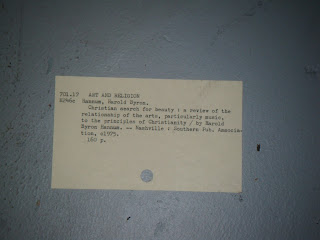 701.17 ART AND RELIGION
H246c Hannum, Harold Byron.
Christian search for beauty : a review of the
relationship of the arts, particularly music,
to the principles of Christianity / by Harold
Byron Hannum. -- Nashville : Southern Pub. Associa-
tion, c1975.
160 p.